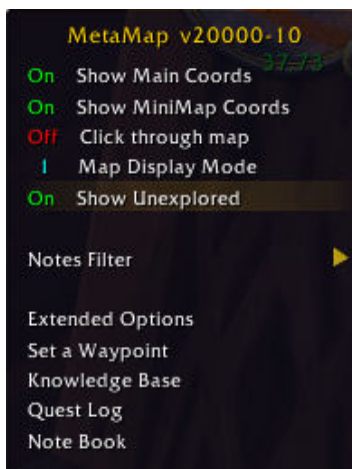 MetaMap v20000-10
37,73
On Show Main Coords
On Show MiniMap Coords
Off Click through map
1 Map Display Mode
On Show Unexplored
Notes Filter
Extended Options
Set a Waypoint
Knowledge Base
Quest Log
Note Book